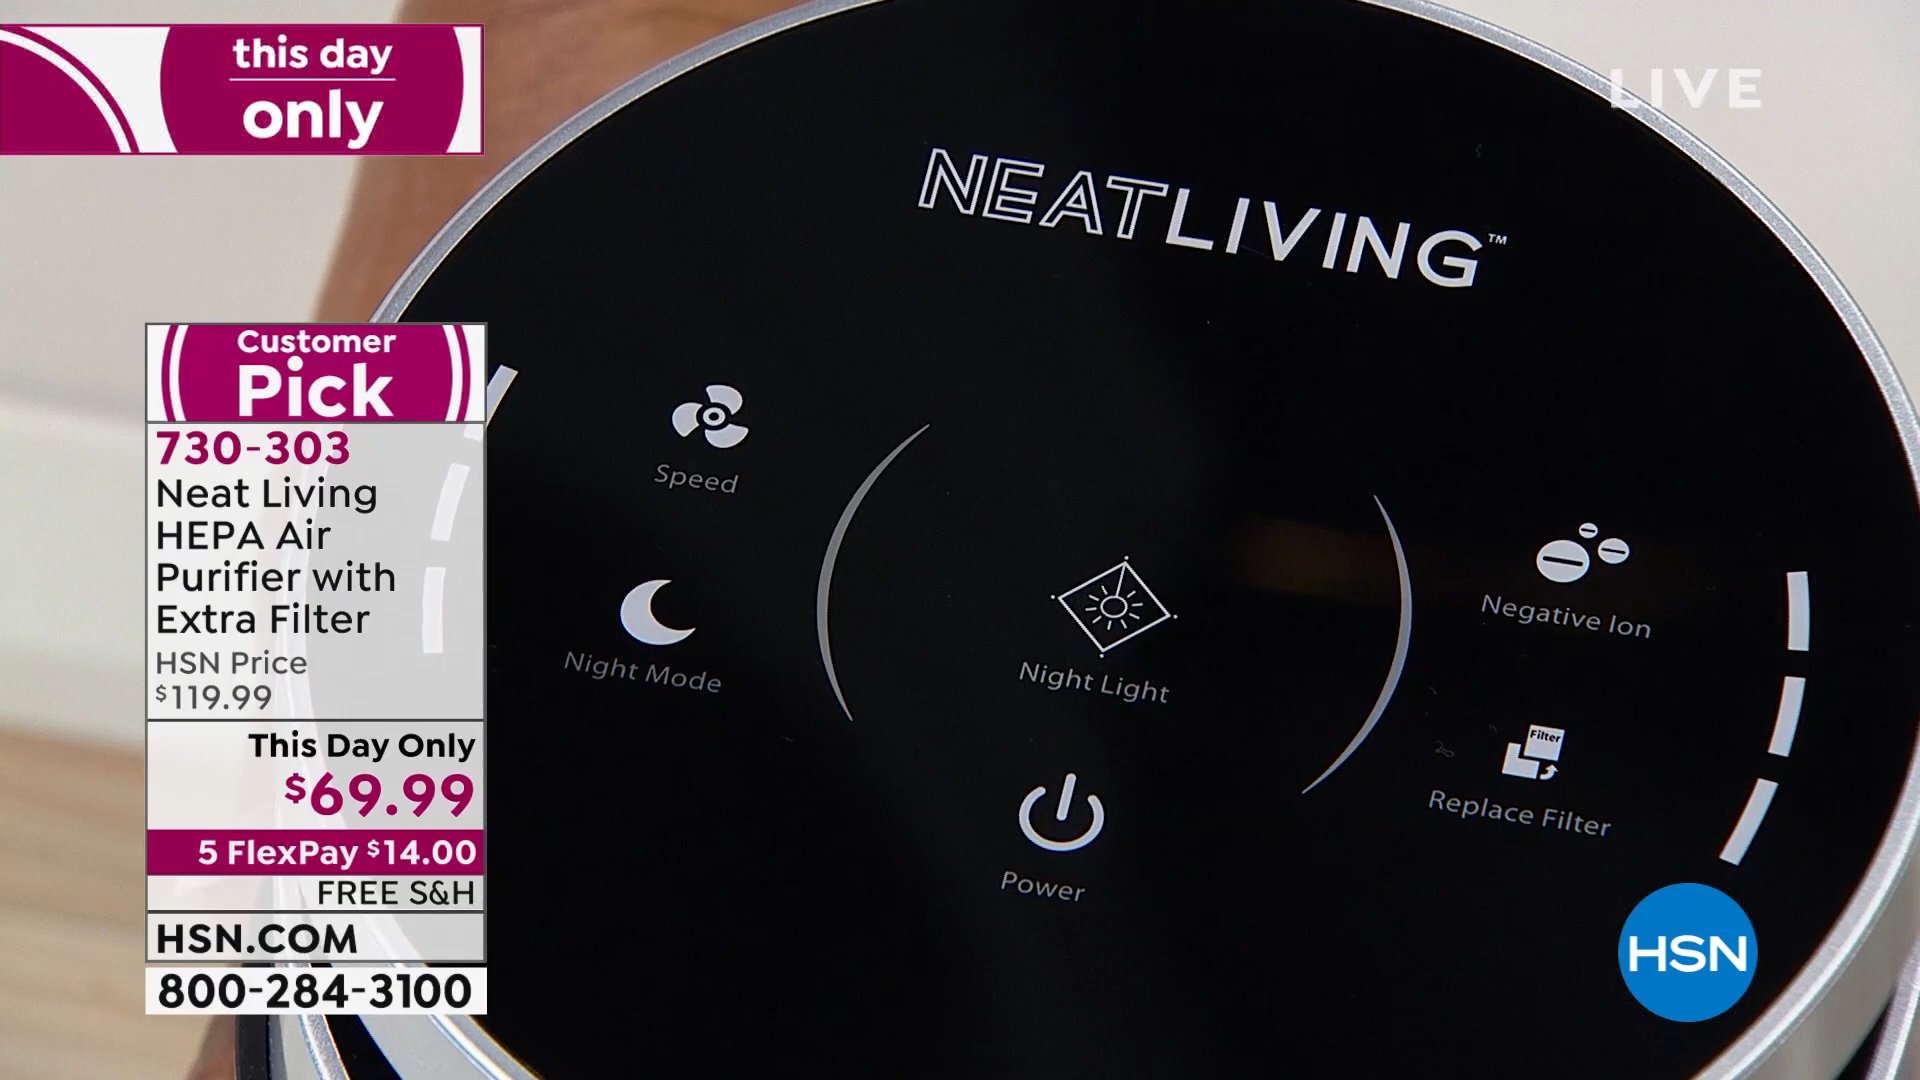 this day
only
LIVE
NEATLIVING™
Customer
Pick
730-303
Neat Living
HEPA Air
Purifier with
Extra Filter
HSN Price
$119.99
This Day Only
$69.99
5 FlexPay $14.00
FREE S&H
HSN.COM
800-284-3100
Speed
Night Mode
Night Light
Power
Negative Ion
Filter
Replace Filter
HSN